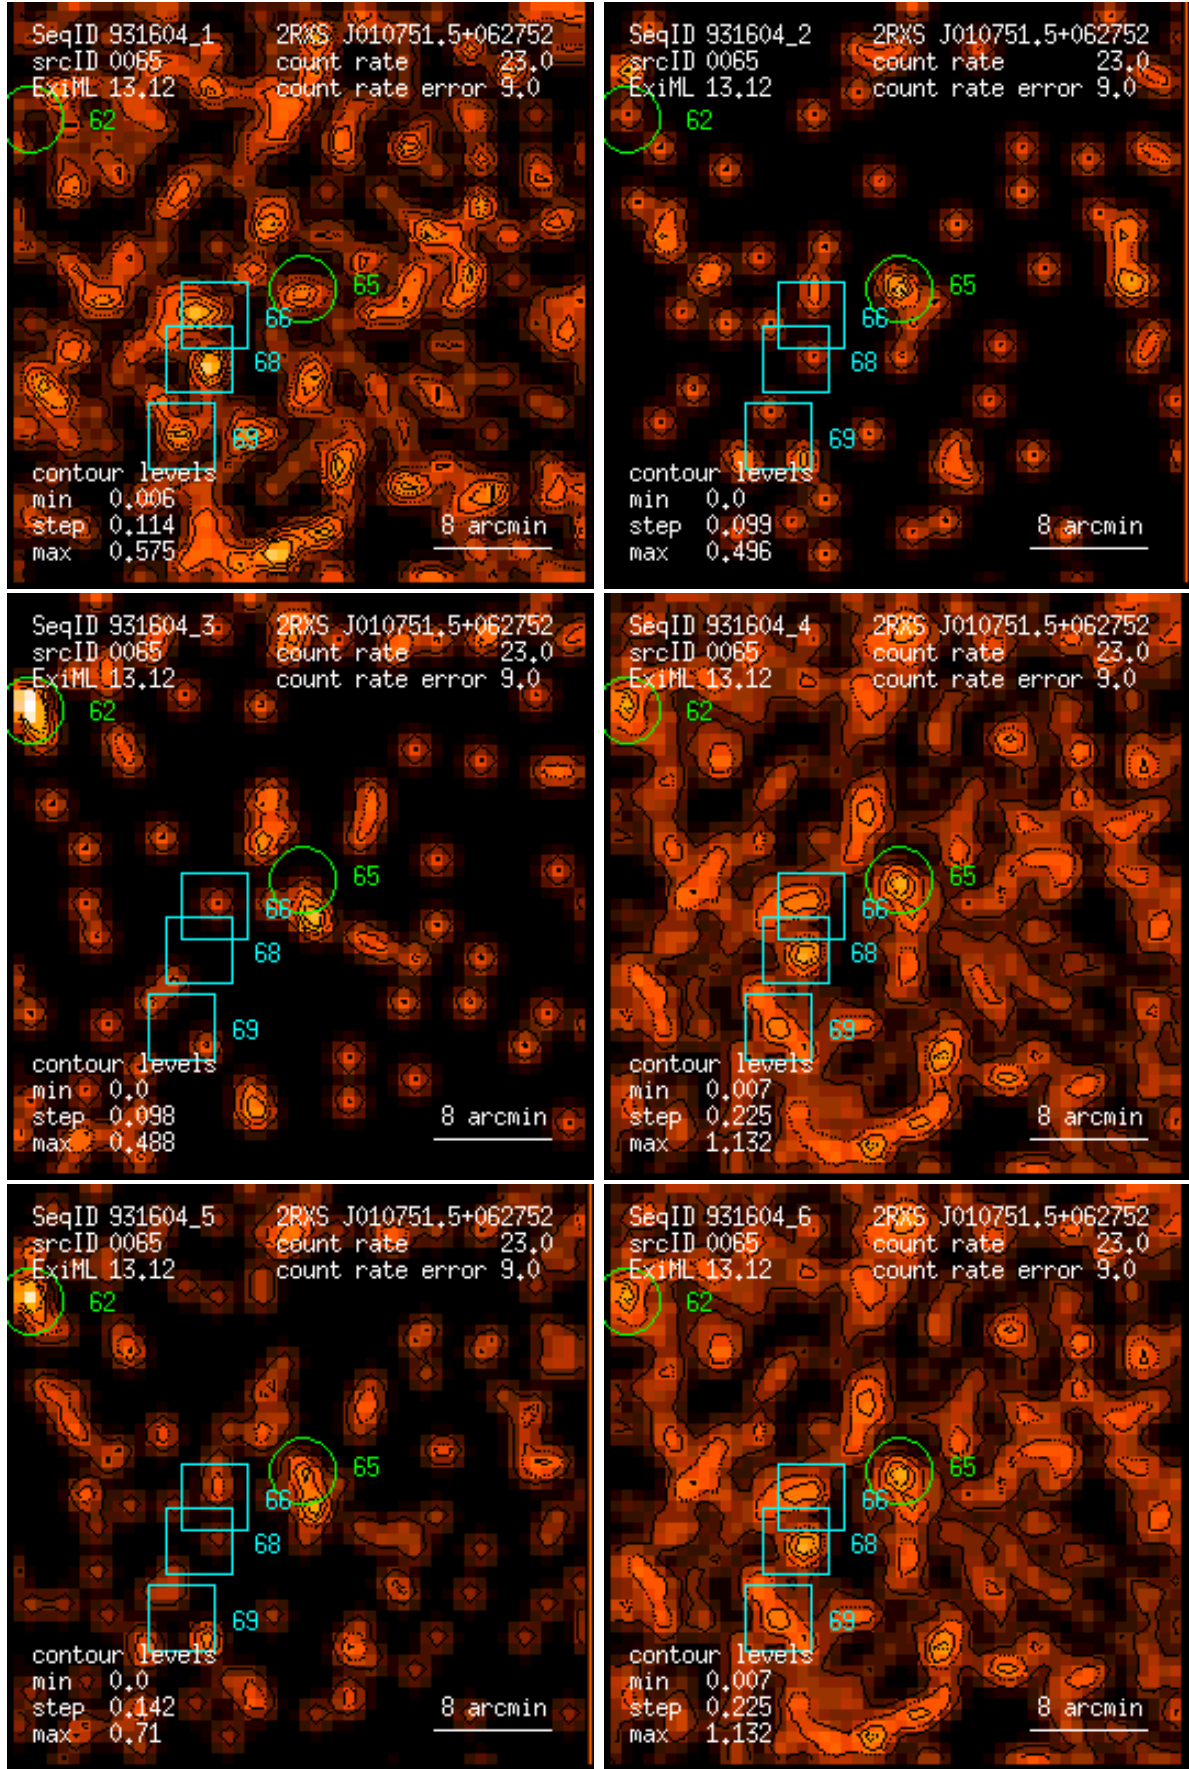 SeqID 931604_1 2RXS J010751.5+062752
srcID 0065 count rate 23.0
ExiML 13.12 count rate error 9.0
62
65
66
68
69
contour levels
min 0.006
step 0.114 8 arcmin
max 0.575
SeqID 931604_2 2RXS J010751.5+062752
srcID 0065 count rate 23.0
ExiML 13.12 count rate error 9.0
62
65
66
68
69
contour levels
min 0.0
step 0.099 8 arcmin
max 0.496
SeqID 931604_3 2RXS J010751.5+062752
srcID 0065 count rate 23.0
ExiML 13.12 count rate error 9.0
62
65
66
68
69
contour levels
min 0.0
step 0.098 8 arcmin
max 0.488
SeqID 931604_4 2RXS J010751.5+062752
srcID 0065 count rate 23.0
ExiML 13.12 count rate error 9.0
62
65
66
68
69
contour levels
min 0.007
step 0.225 8 arcmin
max 1.132
SeqID 931604_5 2RXS J010751.5+062752
srcID 0065 count rate 23.0
ExiML 13.12 count rate error 9.0
62
65
66
68
69
contour levels
min 0.0
step 0.142 8 arcmin
max 0.71
SeqID 931604_6 2RXS J010751.5+062752
srcID 0065 count rate 23.0
ExiML 13.12 count rate error 9.0
62
65
66
68
69
contour levels
min 0.007
step 0.225 8 arcmin
max 1.132